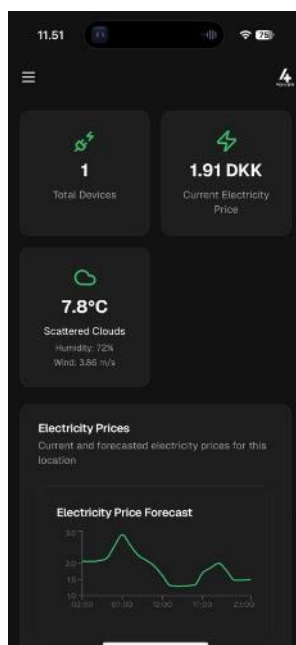 11.51
75
4
1
Total Devices
1.91 DKK
Current Electricity
Price
7.8°C
Scattered Clouds
Humidity: 72%
Wind: 3.86 m/s
Electricity Prices
Current and forecasted electricity prices for this
location
Electricity Price Forecast
3.0
2.0
1.5
1.0
03:00 07:00 12:00 17:00 23:00